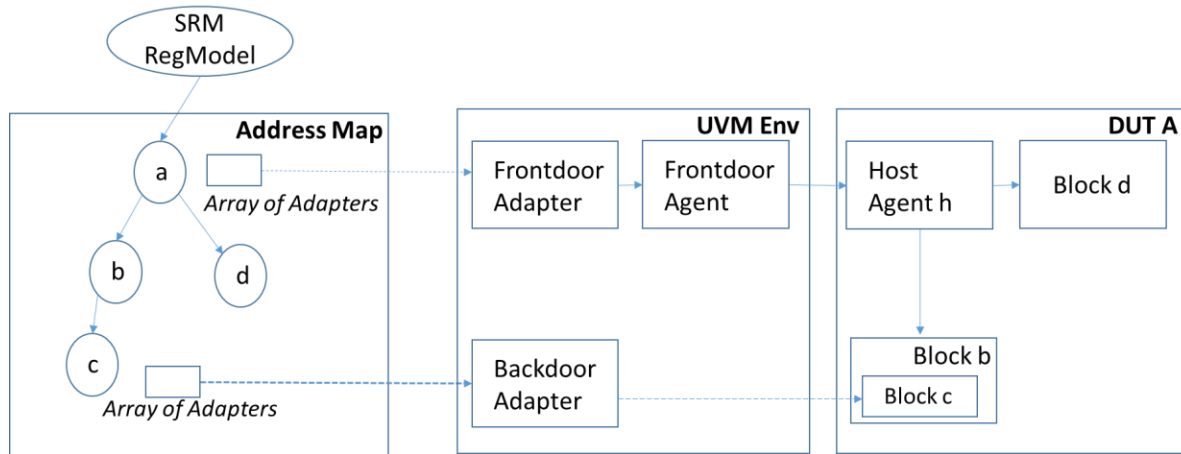 SRM
RegModel
Address Map
a
Array of Adapters
b
d
c
Array of Adapters
UVM Env
Frontdoor
Adapter
Frontdoor
Agent
Backdoor
Adapter
DUT A
Host
Agent h
Block d
Block b
Block c